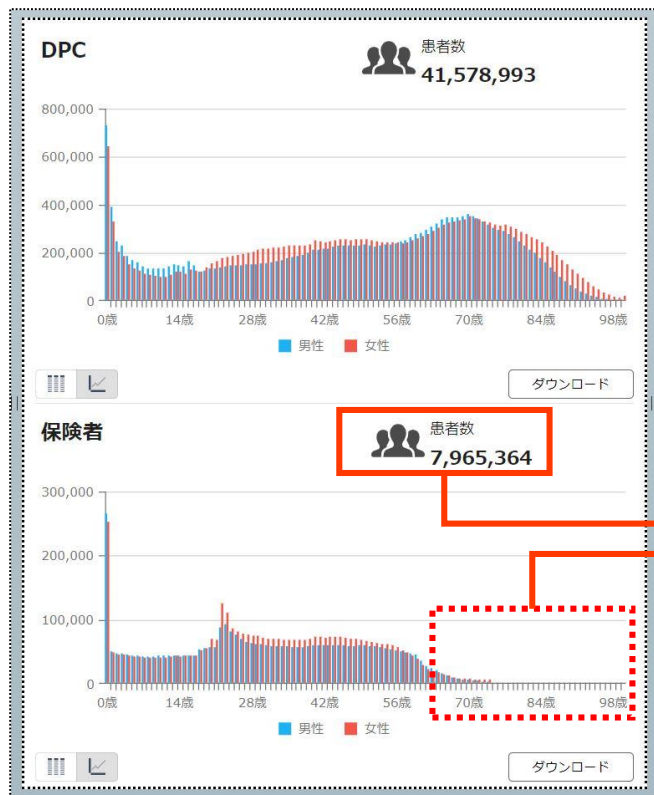 DPC
患者数
41,578,993
800,000
600,000
400,000
200,000
0
0歳 14歳 28歳 42歳 56歳 70歳 84歳 98歳
男性 女性
ダウンロード
保険者
患者数
7,965,364
300,000
200,000
100,000
0
0歳 14歳 28歳 42歳 56歳 70歳 84歳 98歳
男性 女性
ダウンロード